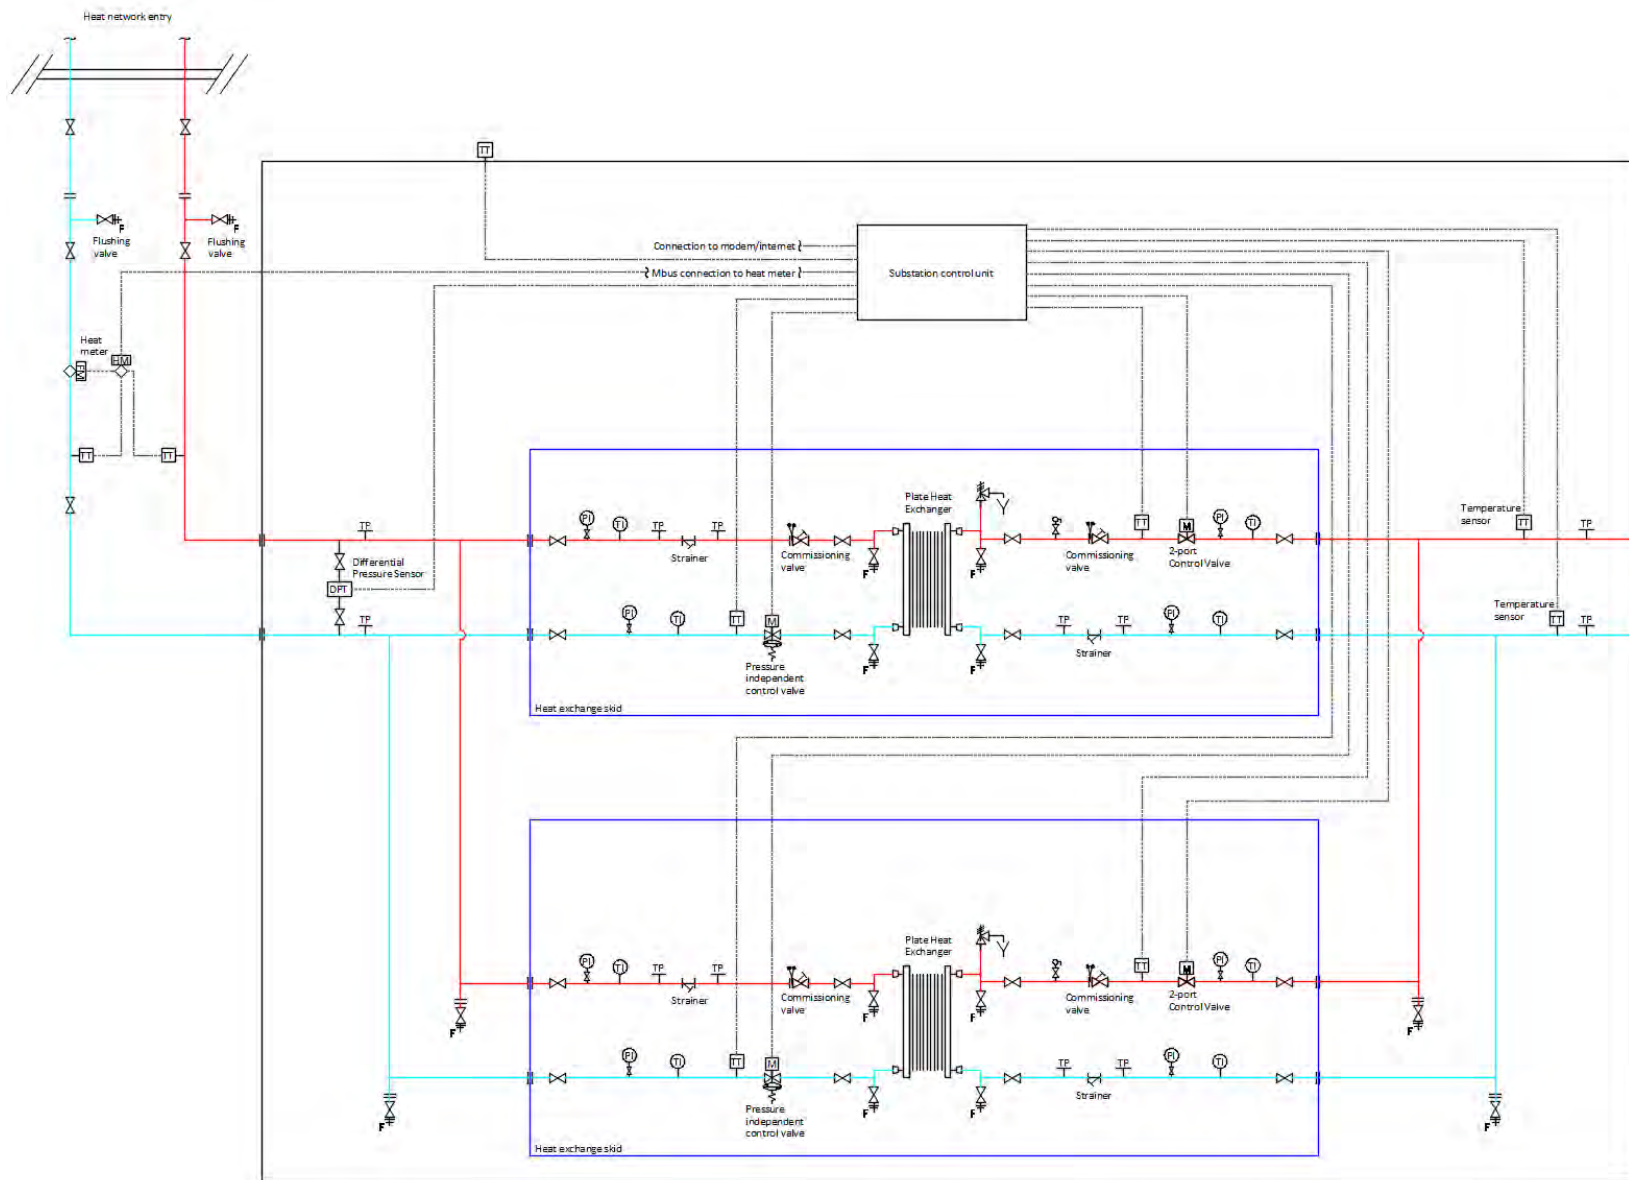 Heat network entry
TT
F
Flushing
valve
F
Flushing
valve
Connection to modem/internet
Mbus connection to heat meter
Substation control unit
Heat
meter
HM
FM
TT
TT
Plate Heat
Exchanger
Temperature
sensor
PI
TI
TP
TP
TP
Strainer
Commissioning
valve
F
F
Commissioning
valve
TT
M
2-port
Control Valve
PI
TI
TT
TP
Differential
Pressure Sensor
DPT
TP
PI
TI
TT
M
Pressure
independent
control valve
F
F
TP
TP
Strainer
PI
TI
Temperature
sensor
TT
TP
Heat exchange skid
Plate Heat
Exchanger
PI
TI
TP
TP
Strainer
Commissioning
valve
F
F
Commissioning
valve
TT
M
2-port
Control Valve
PI
TI
F
F
PI
TI
TT
M
Pressure
independent
control valve
F
F
TP
TP
Strainer
PI
TI
F
F
Heat exchange skid